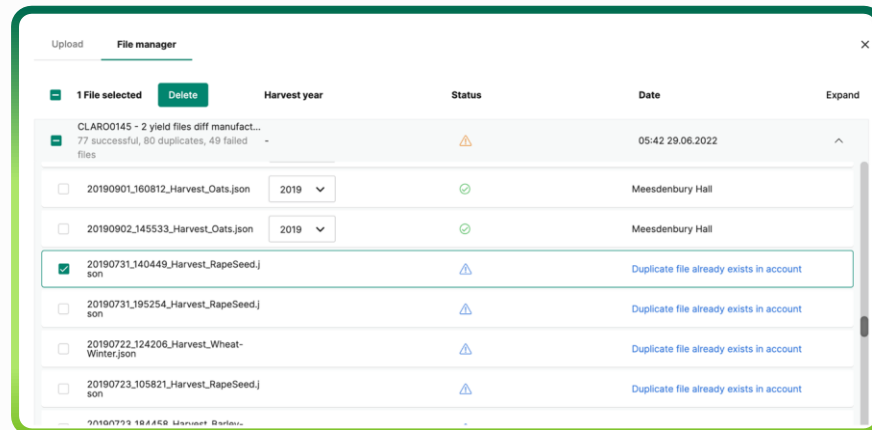 Upload File manager
1 File selected Delete Harvest year Status Date Expand
CLARO0145 - 2 yield files diff manufact...
77 successful, 80 duplicates, 49 failed files - 05:42 29.06.2022
20190901_160812_Harvest_Oats.json 2019 Meesdenbury Hall
20190902_145533_Harvest_Oats.json 2019 Meesdenbury Hall
20190731_140449_Harvest_RapeSeed.j
son Duplicate file already exists in account
20190731_195254_Harvest_RapeSeed.j
son Duplicate file already exists in account
20190722_124206_Harvest_Wheat-
Winter.json Duplicate file already exists in account
20190723_105821_Harvest_RapeSeed.j
son Duplicate file already exists in account
20190723_184458_Harvest_Barley-